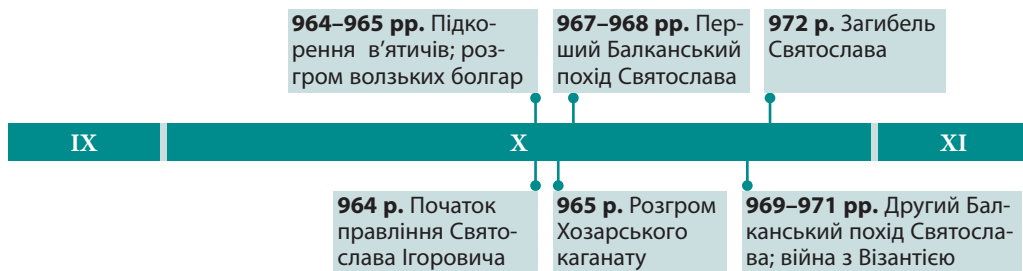 964–965 рр. Підко-
рення в’ятичів; роз-
гром волзьких болгар
967–968 рр. Пер-
ший Балканський
похід Святослава
972 р. Загибель
Святослава
IX
X
XI
964 р. Початок
правління Свято-
слава Ігоровича
965 р. Розгром
Хозарського
каганату
969–971 рр. Другий Бал-
канський похід Святосла-
ва; війна з Візантією